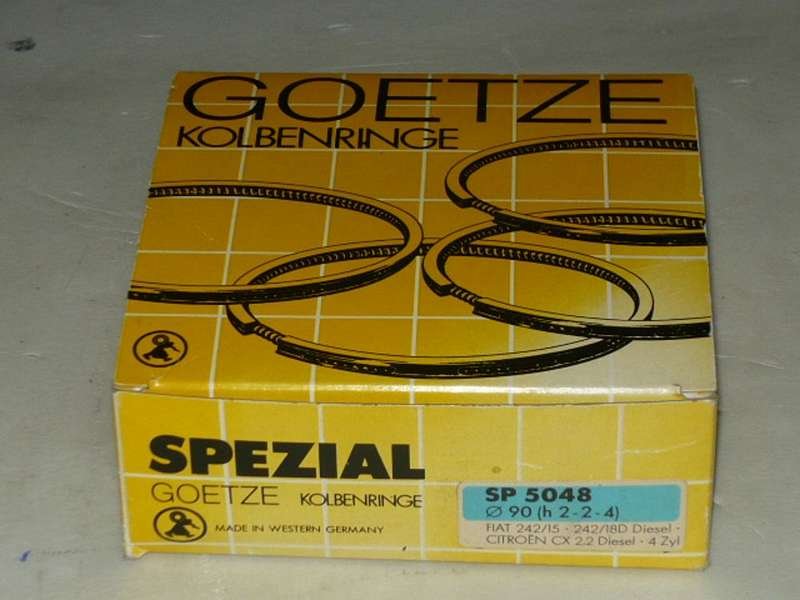 GOETZE
KOLBENRINGE
SPEZIAL
GOETZE KOLBENRINGE
MADE IN WESTERN GERMANY
SP 5048
Ø 90 (h 2-2-4)
FIAT 242/15 · 242/18D Diesel ·
CITROËN CX 2.2 Diesel · 4 Zyl